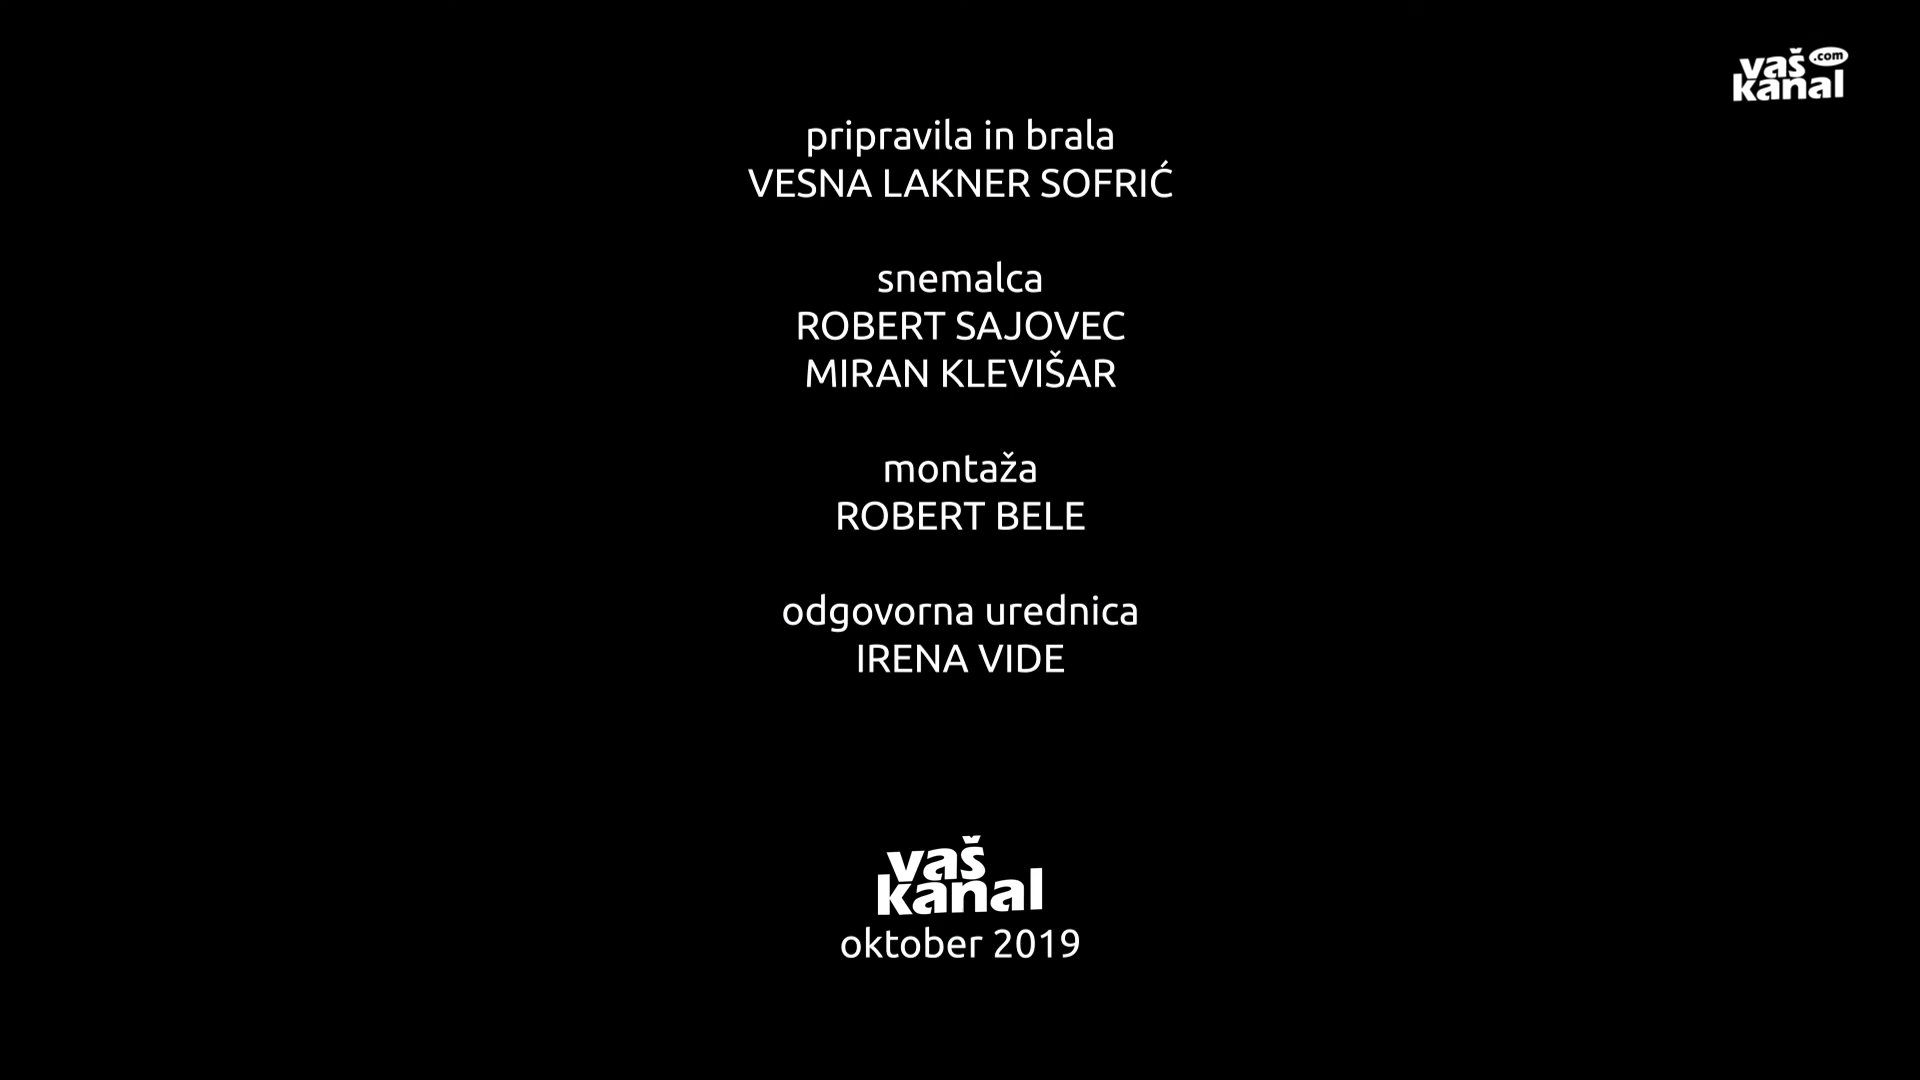 vaš .com
kanal
pripravila in brala
VESNA LAKNER SOFRIĆ
snemalca
ROBERT SAJOVEC
MIRAN KLEVIŠAR
montaža
ROBERT BELE
odgovorna urednica
IRENA VIDE
vaš
kanal
oktober 2019